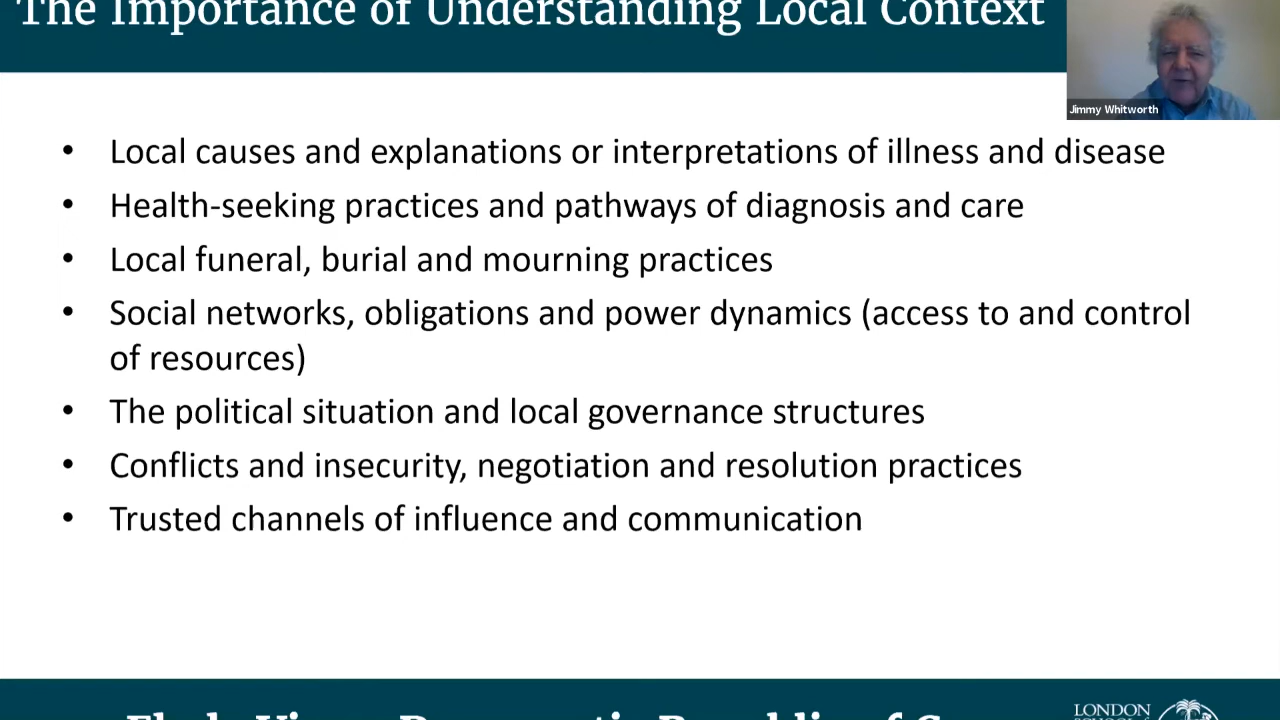 The Importance of Understanding Local Context
Jimmy Whitworth
• Local causes and explanations or interpretations of illness and disease
• Health-seeking practices and pathways of diagnosis and care
• Local funeral, burial and mourning practices
• Social networks, obligations and power dynamics (access to and control
of resources)
• The political situation and local governance structures
• Conflicts and insecurity, negotiation and resolution practices
• Trusted channels of influence and communication
LONDON